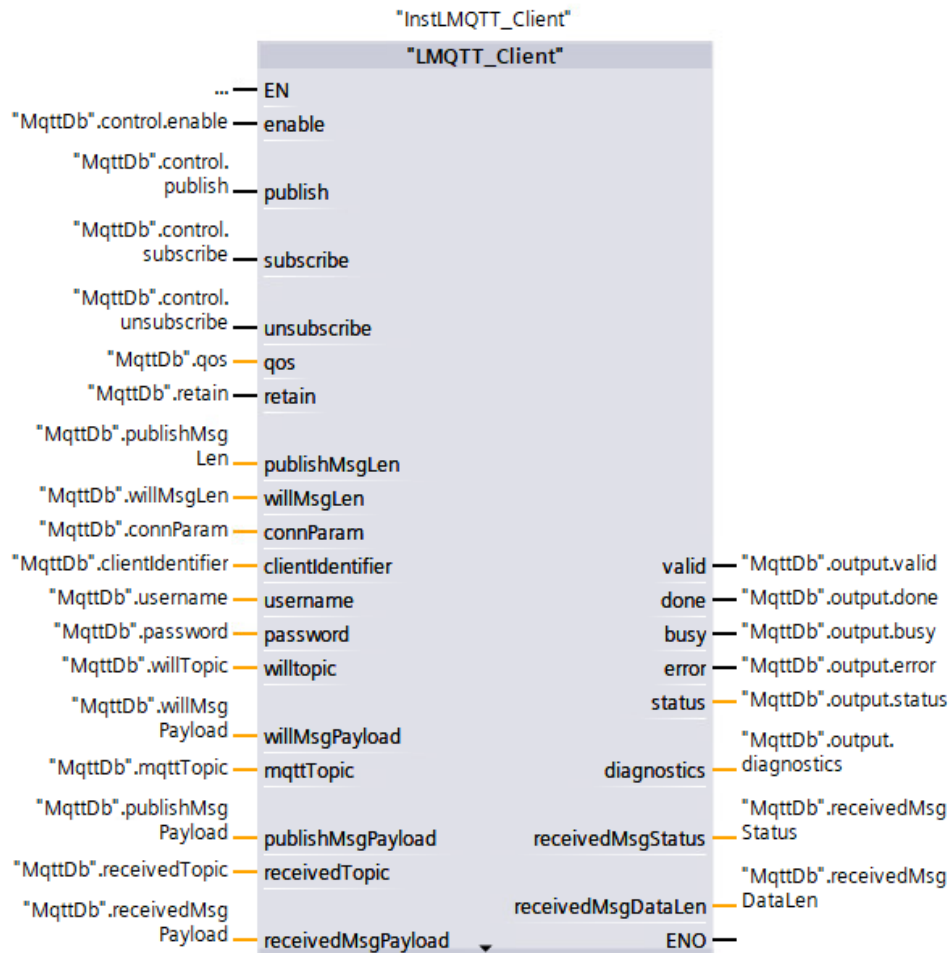 "InstLMQTT_Client"
"LMQTT_Client"
... EN
"MqttDb".control.enable enable
"MqttDb".control.
publish publish
"MqttDb".control.
subscribe subscribe
"MqttDb".control.
unsubscribe unsubscribe
"MqttDb".qos qos
"MqttDb".retain retain
"MqttDb".publishMsg
Len publishMsgLen
"MqttDb".willMsgLen willMsgLen
"MqttDb".connParam connParam
"MqttDb".clientIdentifier clientIdentifier valid "MqttDb".output.valid
"MqttDb".username username done "MqttDb".output.done
"MqttDb".password password busy "MqttDb".output.busy
"MqttDb".willTopic willtopic error "MqttDb".output.error
status "MqttDb".output.status
"MqttDb".willMsg
Payload willMsgPayload
"MqttDb".output.
"MqttDb".mqttTopic mqttTopic diagnostics diagnostics
"MqttDb".publishMsg "MqttDb".receivedMsg
Payload publishMsgPayload receivedMsgStatus Status
"MqttDb".receivedTopic receivedTopic
"MqttDb".receivedMsg
"MqttDb".receivedMsg receivedMsgDataLen DataLen
Payload receivedMsgPayload ENO